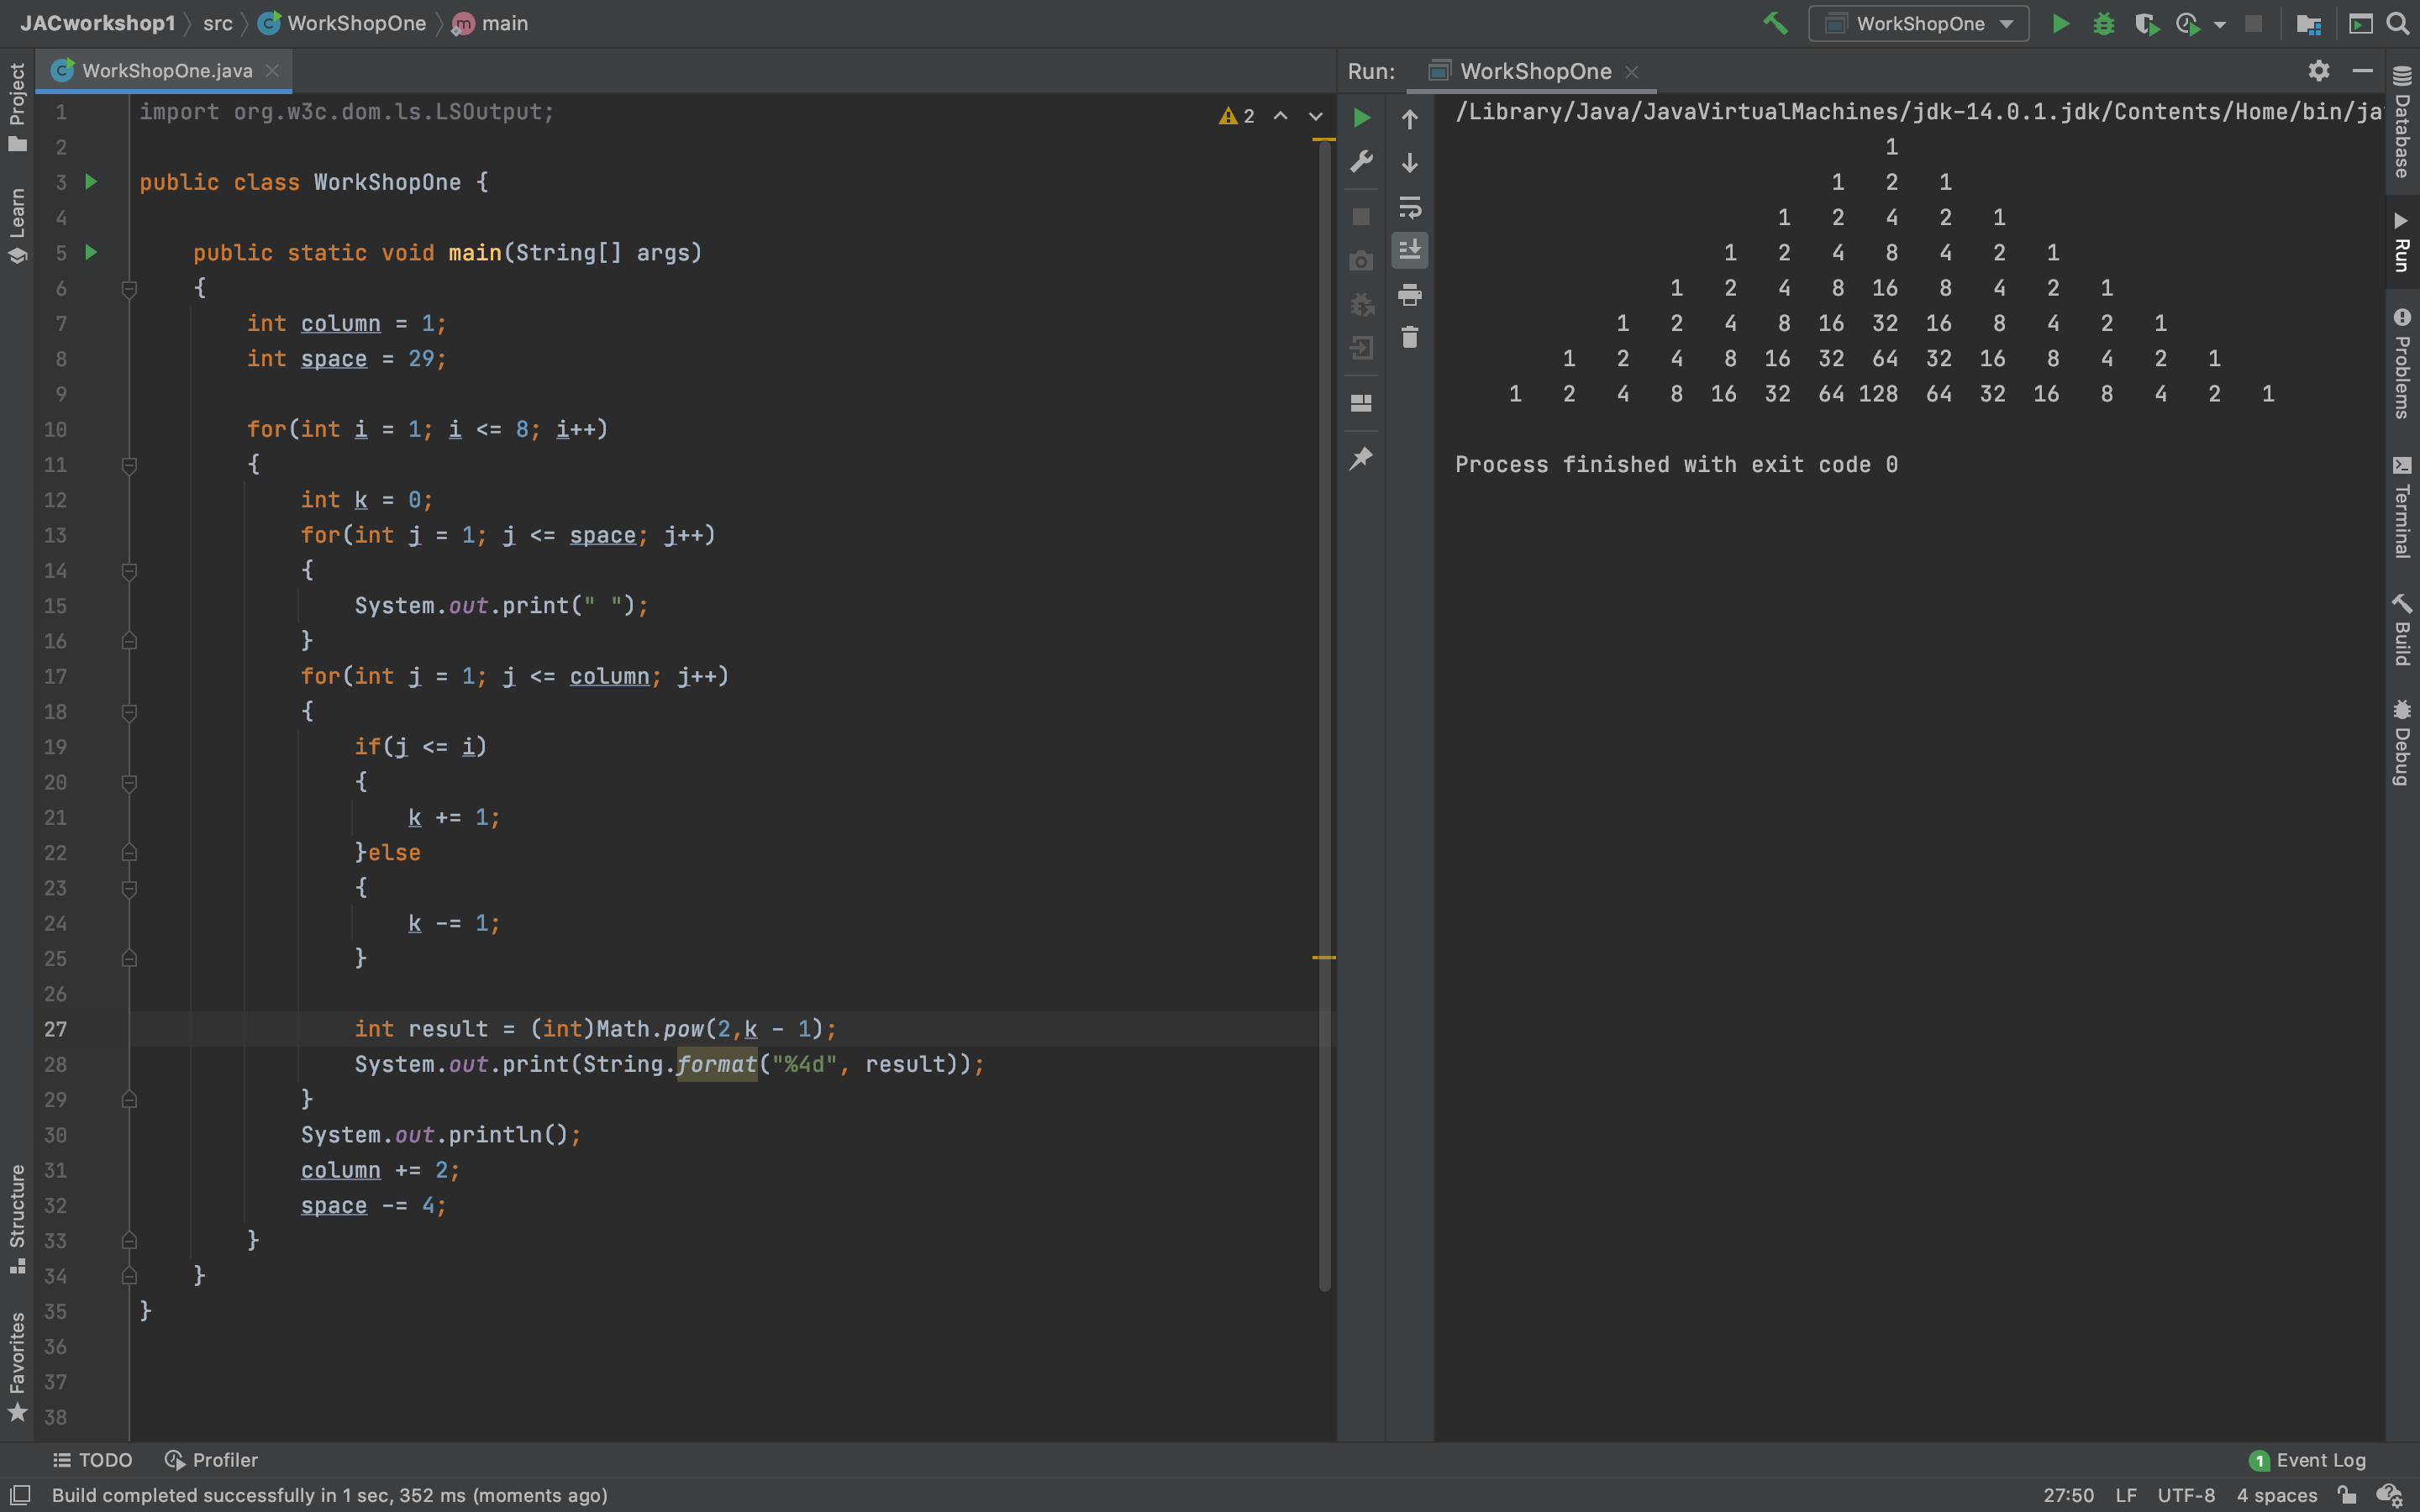 JACworkshop1 src WorkShopOne main
WorkShopOne
WorkShopOne.java
Run: WorkShopOne
Project
Learn
Structure
Favorites
2
1 import org.w3c.dom.ls.LSOutput;
2
3 public class WorkShopOne {
4
5 public static void main(String[] args)
6 {
7 int column = 1;
8 int space = 29;
9
10 for(int i = 1; i <= 8; i++)
11 {
12 int k = 0;
13 for(int j = 1; j <= space; j++)
14 {
15 System.out.print(" ");
16 }
17 for(int j = 1; j <= column; j++)
18 {
19 if(j <= i)
20 {
21 k += 1;
22 }else
23 {
24 k -= 1;
25 }
26
27 int result = (int)Math.pow(2,k - 1);
28 System.out.print(String.format("%4d", result));
29 }
30 System.out.println();
31 column += 2;
32 space -= 4;
33 }
34 }
35 }
36
37
38
/Library/Java/JavaVirtualMachines/jdk-14.0.1.jdk/Contents/Home/bin/ja
1
1 2 1
1 2 4 2 1
1 2 4 8 4 2 1
1 2 4 8 16 8 4 2 1
1 2 4 8 16 32 16 8 4 2 1
1 2 4 8 16 32 64 32 16 8 4 2 1
1 2 4 8 16 32 64 128 64 32 16 8 4 2 1
Process finished with exit code 0
Database
Run
Problems
Terminal
Build
Debug
TODO Profiler
1 Event Log
Build completed successfully in 1 sec, 352 ms (moments ago)
27:50 LF UTF-8 4 spaces